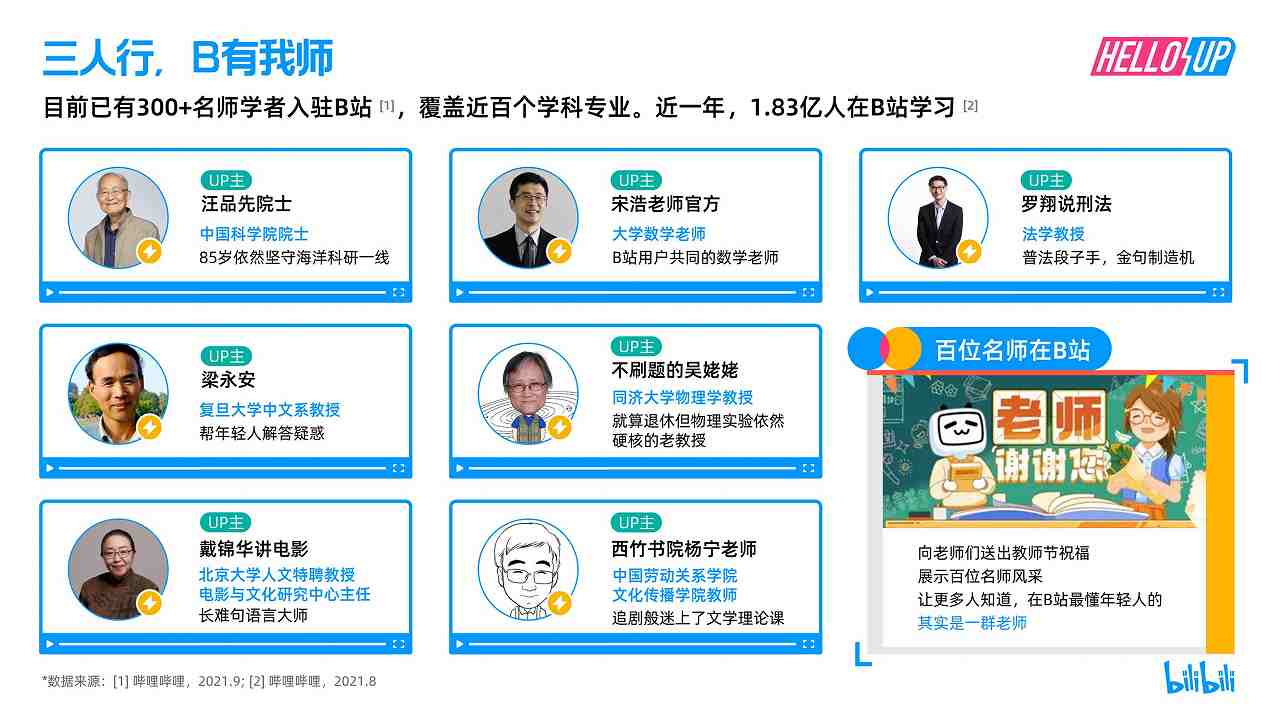 三人行，B有我师
HELLO UP
目前已有300+名师学者入驻B站 [1]，覆盖近百个学科专业。近一年，1.83亿人在B站学习 [2]
UP主
汪品先院士
中国科学院院士
85岁依然坚守海洋科研一线
UP主
宋浩老师官方
大学数学老师
B站用户共同的数学老师
UP主
罗翔说刑法
法学教授
普法段子手，金句制造机
UP主
梁永安
复旦大学中文系教授
帮年轻人解答疑惑
UP主
不刷题的吴姥姥
同济大学物理学教授
就算退休但物理实验依然
硬核的老教授
百位名师在B站
老师
谢谢您
向老师们送出教师节祝福
展示百位名师风采
让更多人知道，在B站最懂年轻人的
其实是一群老师
UP主
戴锦华讲电影
北京大学人文特聘教授
电影与文化研究中心主任
长难句语言大师
UP主
西竹书院杨宁老师
中国劳动关系学院
文化传播学院教师
追剧般迷上了文学理论课
*数据来源：[1] 哔哩哔哩，2021.9; [2] 哔哩哔哩，2021.8
bilibili